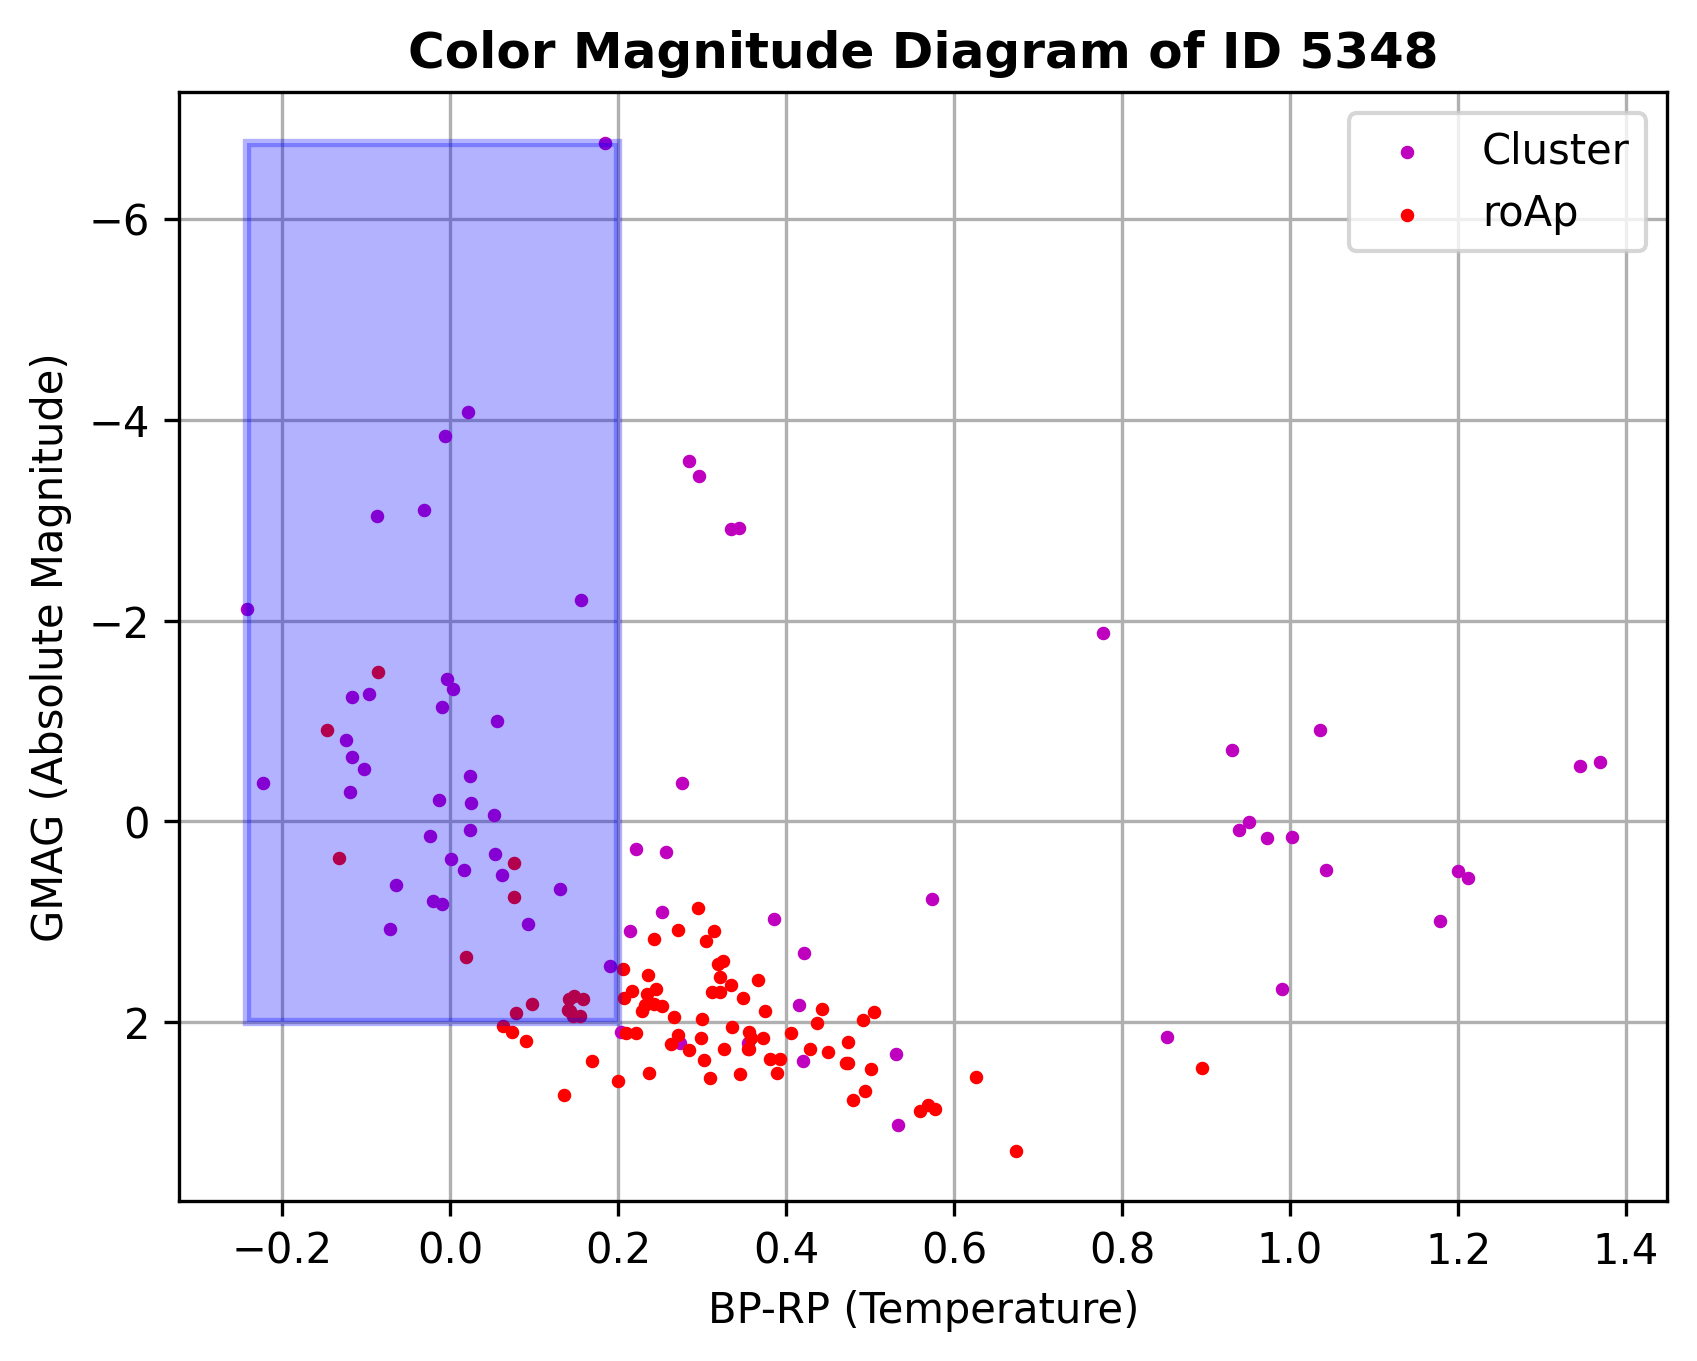 Color Magnitude Diagram of ID 5348
Cluster
roAp
GMAG (Absolute Magnitude)
−6
−4
−2
0
2
−0.2 0.0 0.2 0.4 0.6 0.8 1.0 1.2 1.4
BP-RP (Temperature)